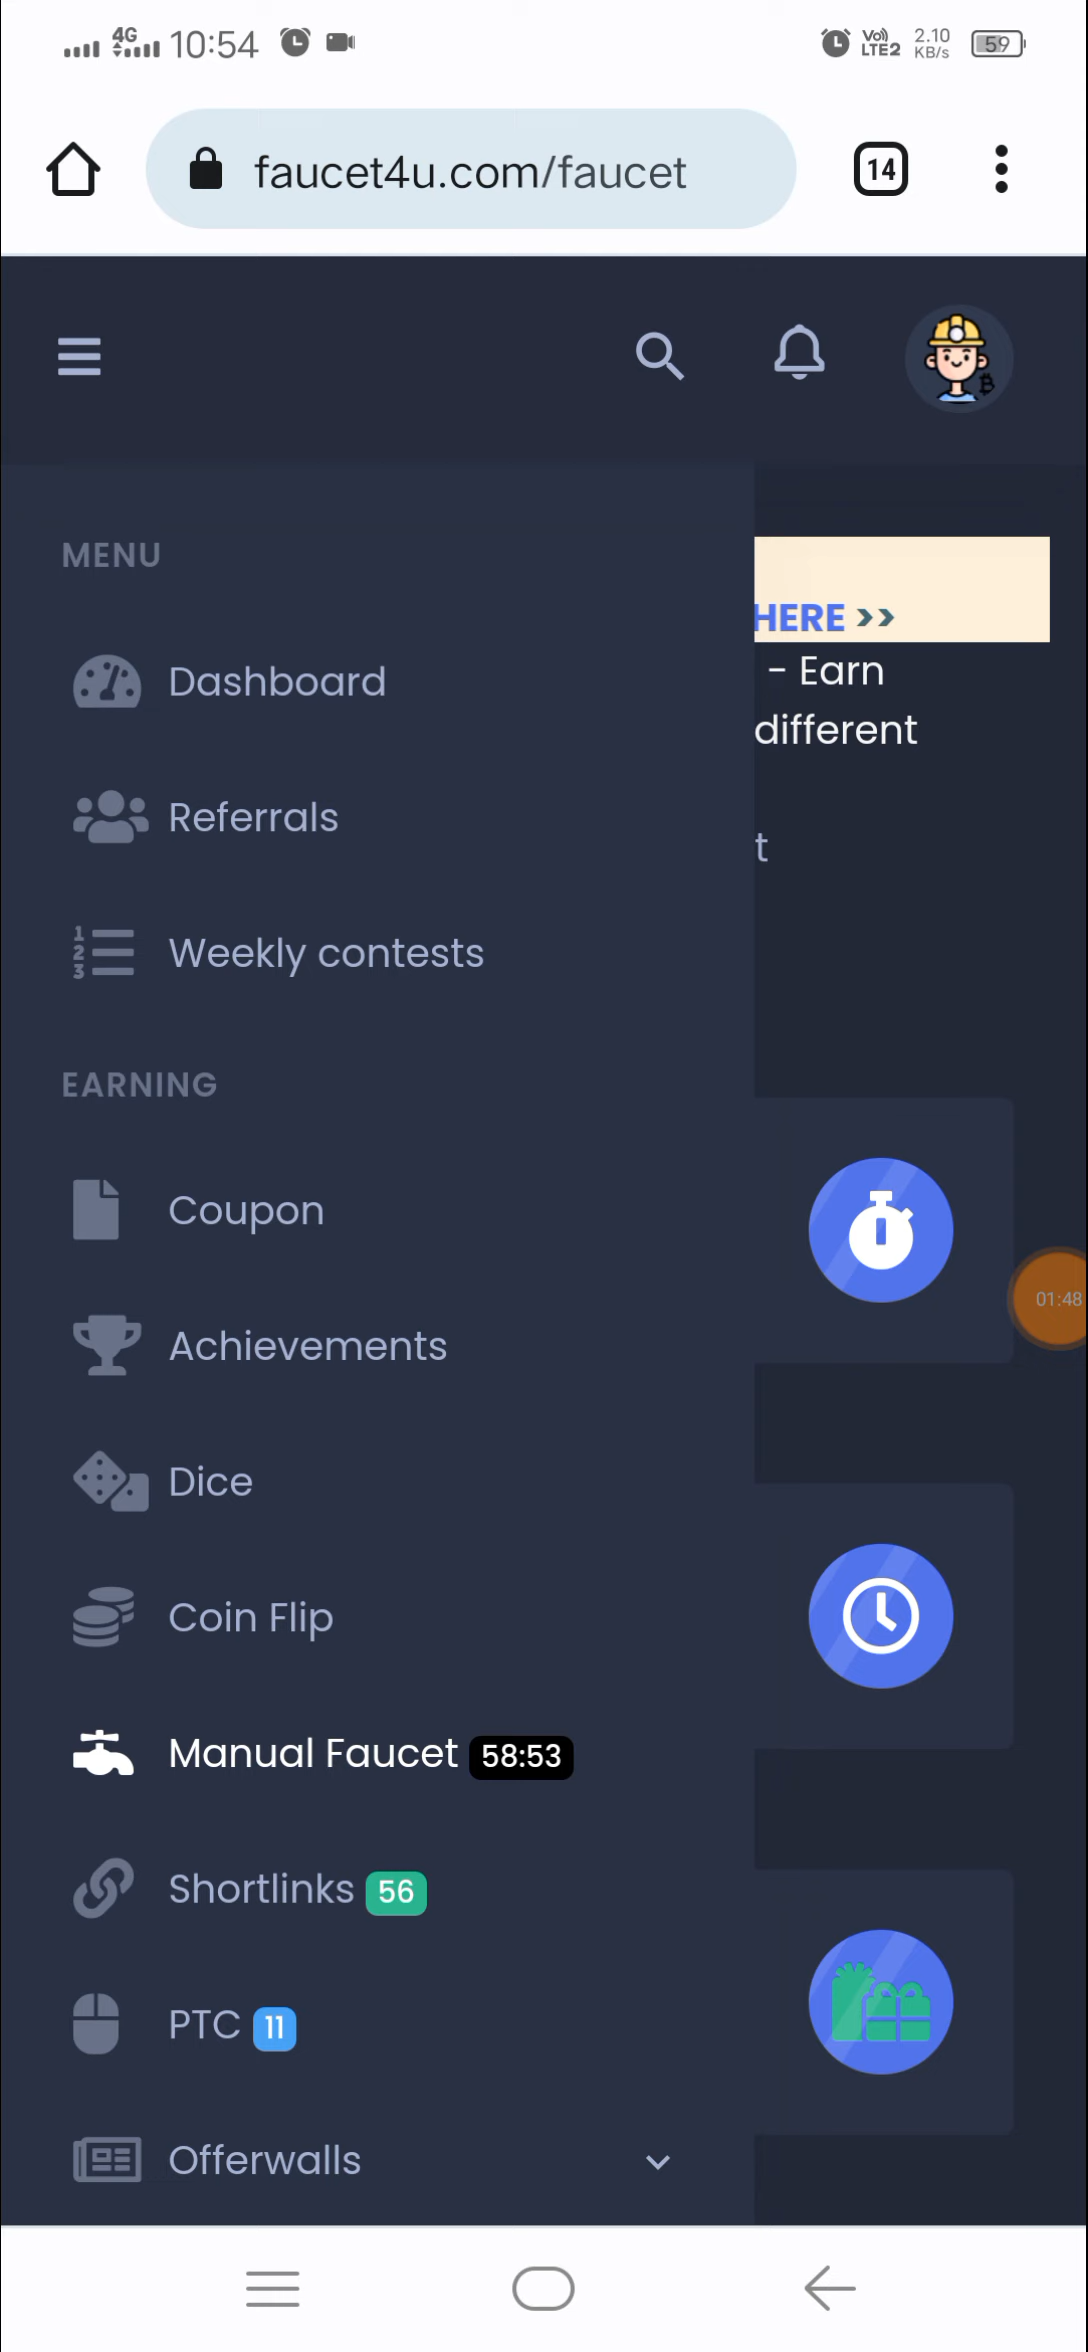 4G 10:54 Vo) LTE2 2.10 KB/s 59
faucet4u.com/faucet 14
MENU
HERE >>
- Earn
Dashboard
different
Referrals
t
Weekly contests
EARNING
Coupon
01:48
Achievements
Dice
Coin Flip
Manual Faucet 58:53
Shortlinks 56
PTC 11
Offerwalls